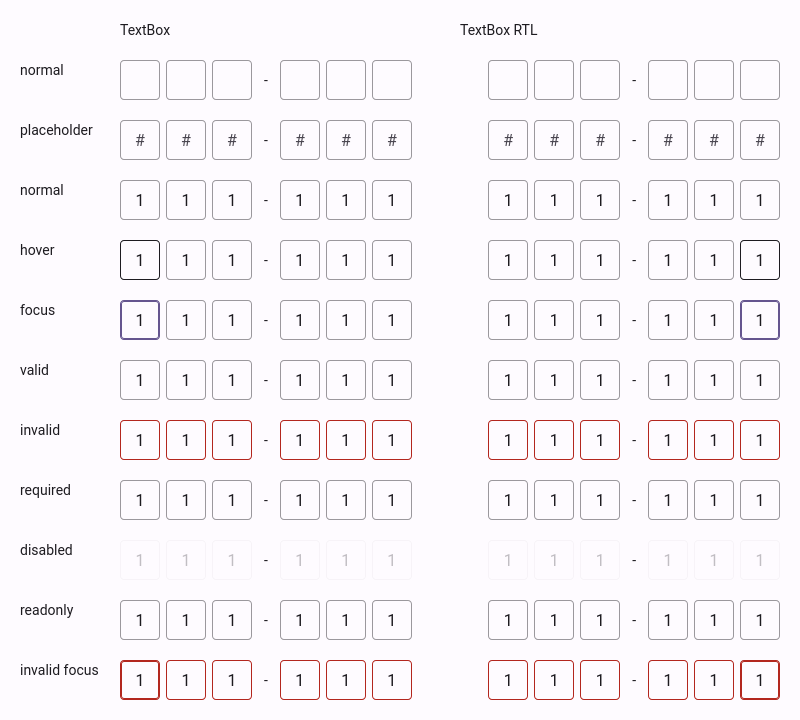 TextBox TextBox RTL
normal - -
placeholder # # # - # # # # # # - # # #
normal 1 1 1 - 1 1 1 1 1 1 - 1 1 1
hover 1 1 1 - 1 1 1 1 1 1 - 1 1 1
focus 1 1 1 - 1 1 1 1 1 1 - 1 1 1
valid 1 1 1 - 1 1 1 1 1 1 - 1 1 1
invalid 1 1 1 - 1 1 1 1 1 1 - 1 1 1
required 1 1 1 - 1 1 1 1 1 1 - 1 1 1
disabled 1 1 1 - 1 1 1 1 1 1 - 1 1 1
readonly 1 1 1 - 1 1 1 1 1 1 - 1 1 1
invalid focus 1 1 1 - 1 1 1 1 1 1 - 1 1 1